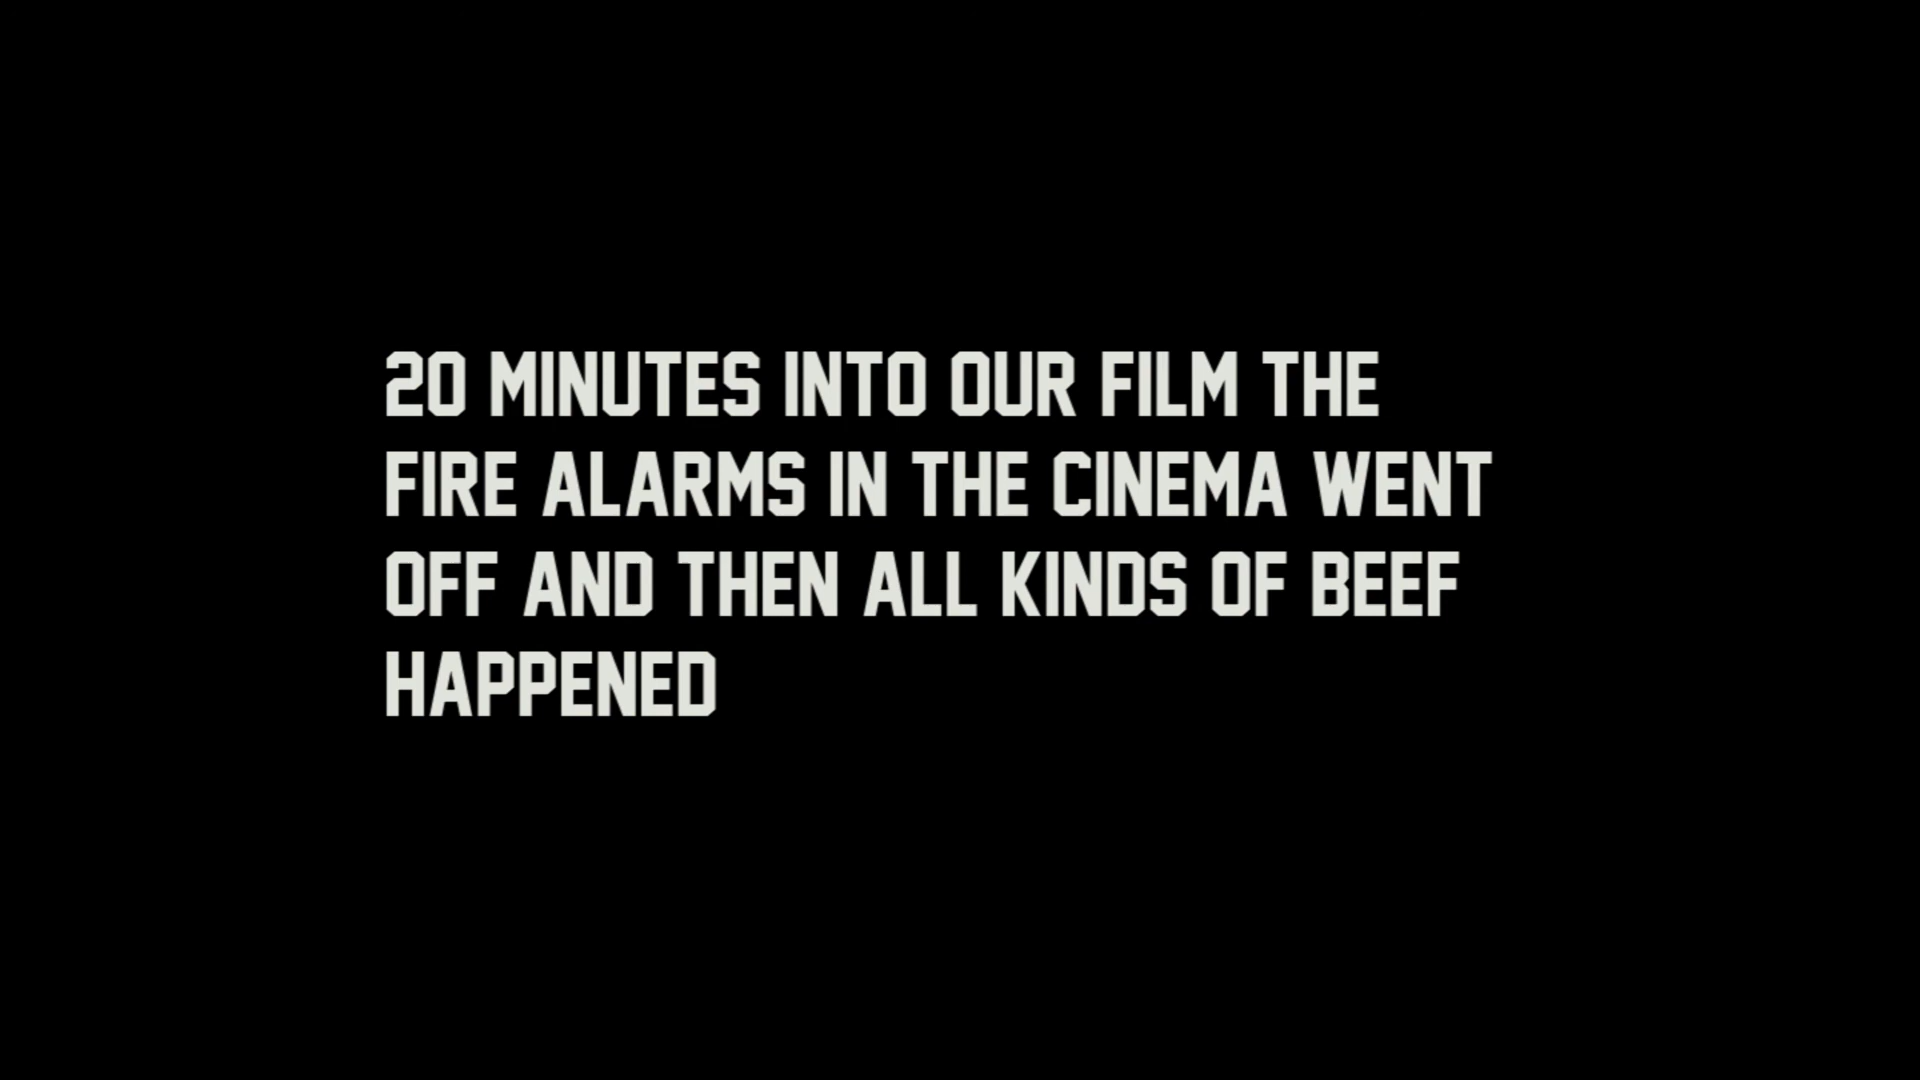 20 MINUTES INTO OUR FILM THE
FIRE ALARMS IN THE CINEMA WENT
OFF AND THEN ALL KINDS OF BEEF
HAPPENED